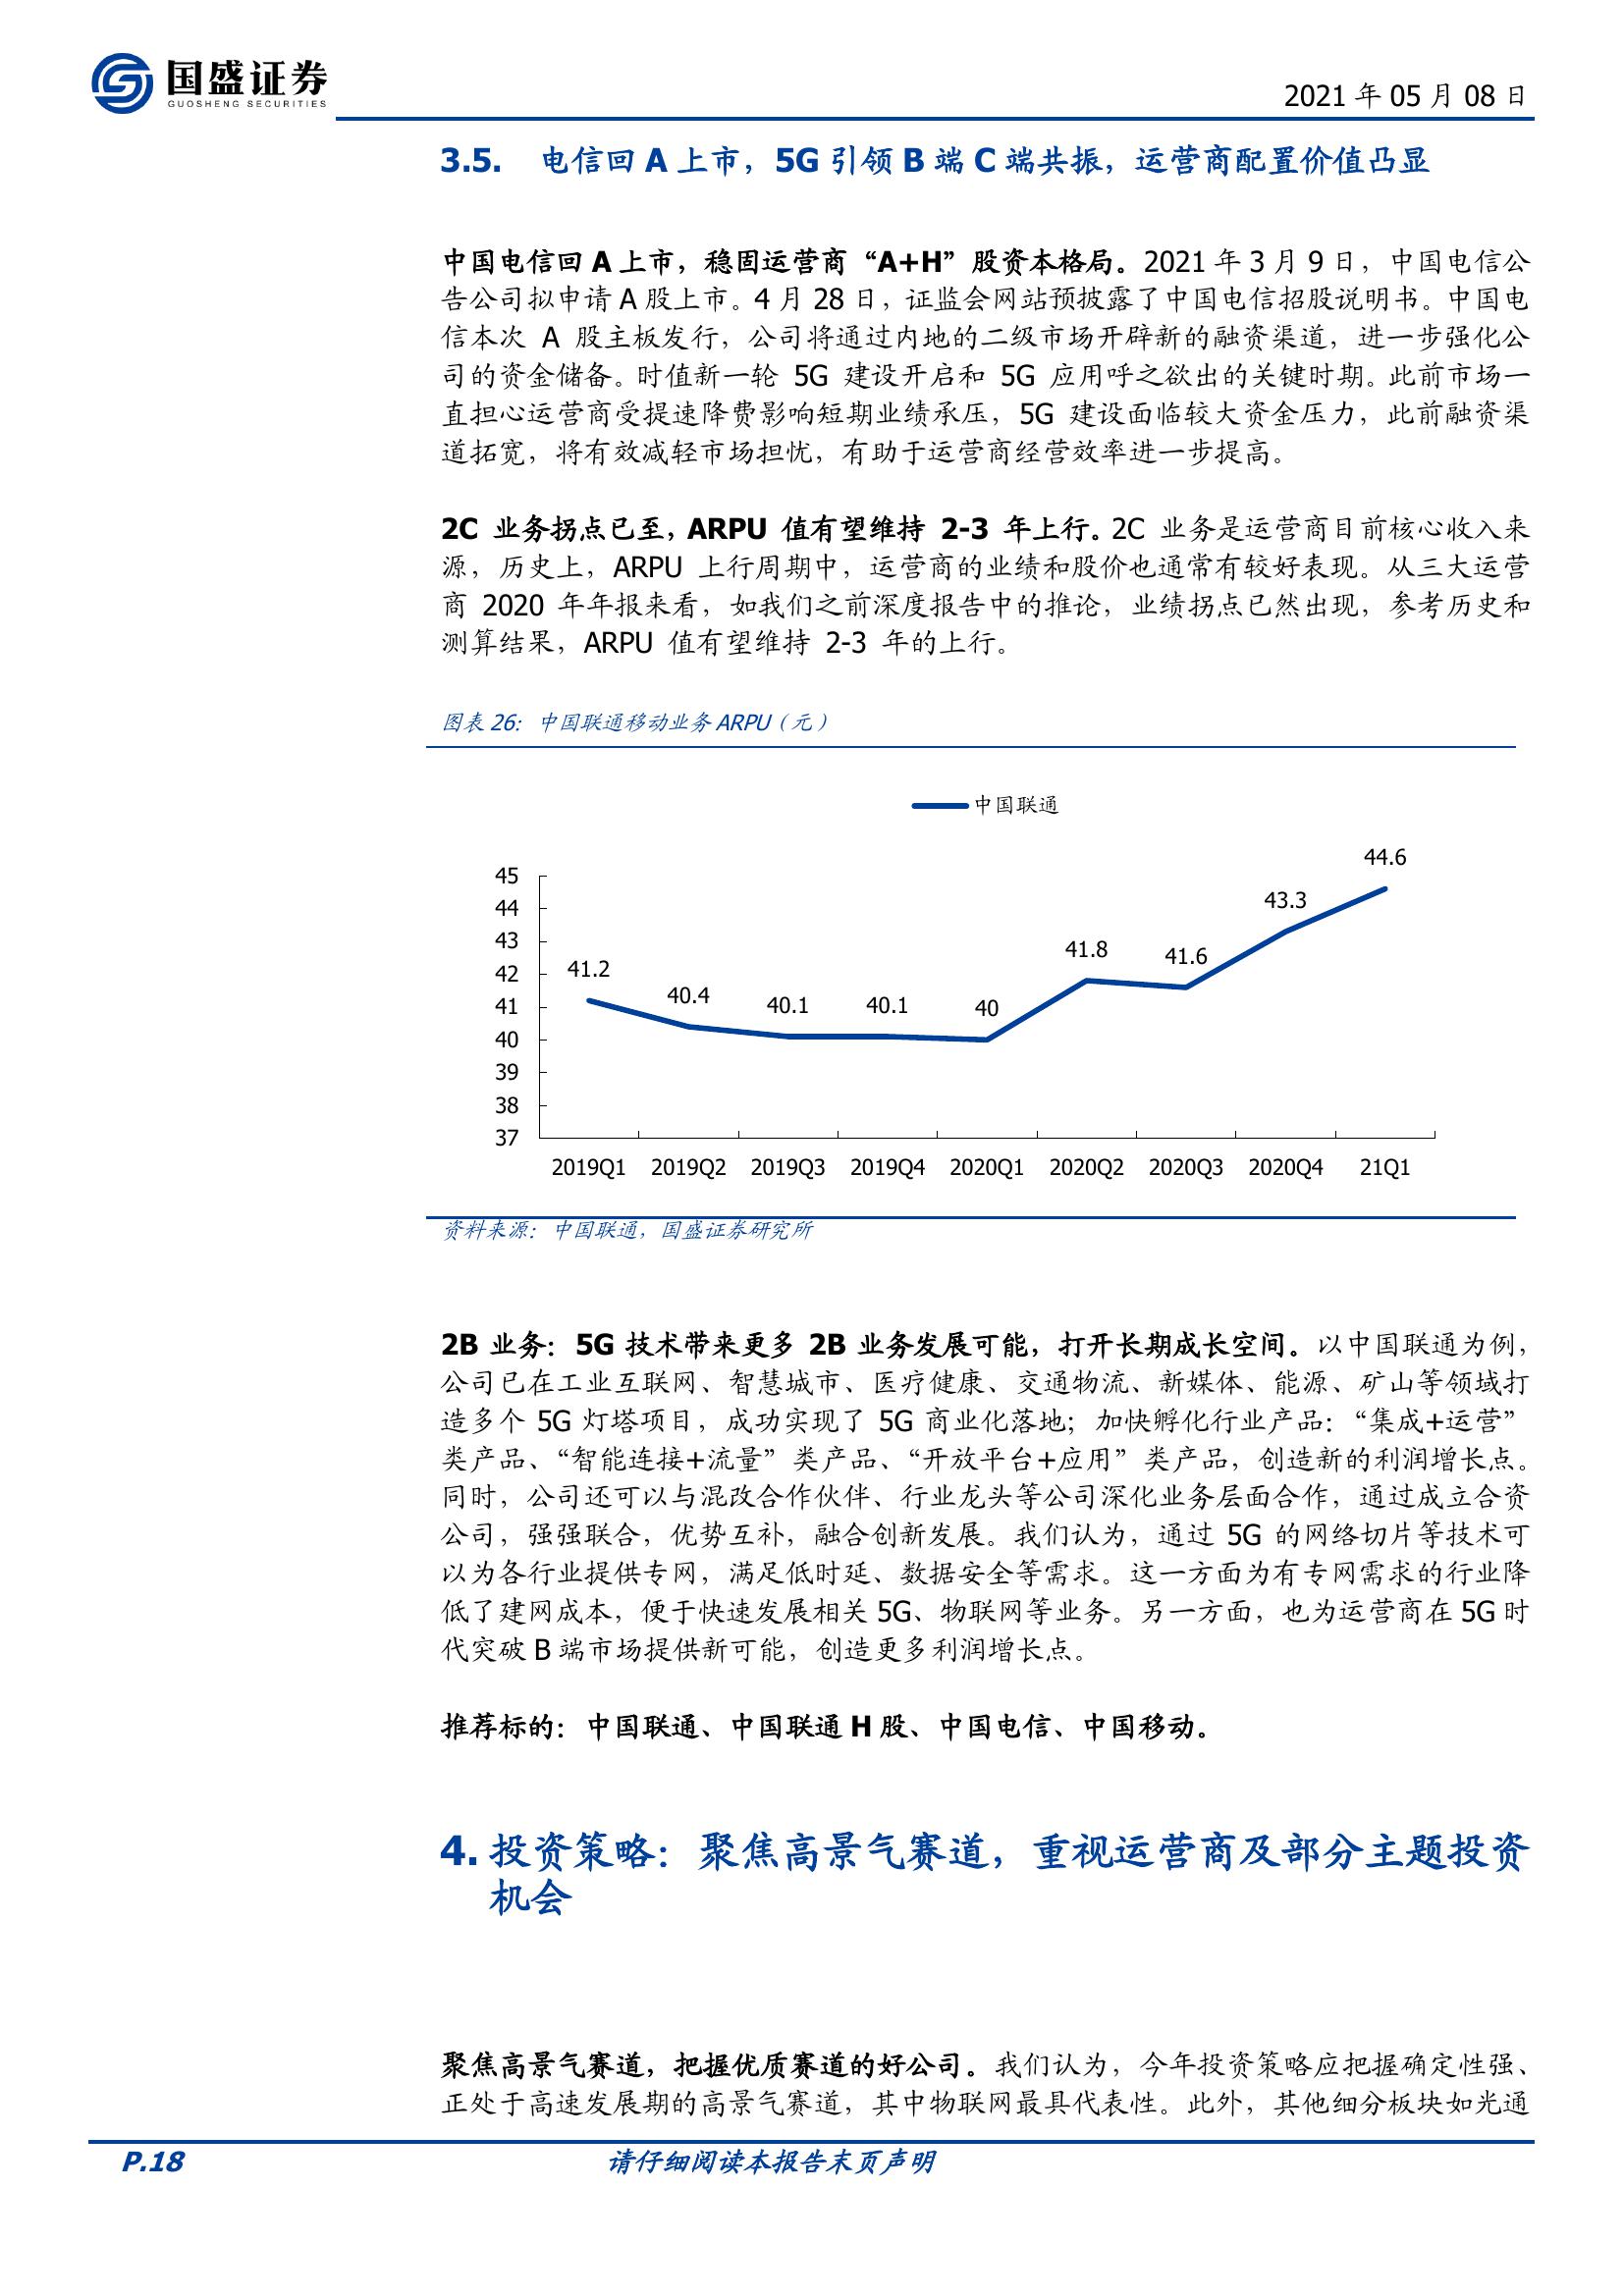 国盛证券
GUOSHENG SECURITIES
2021 年 05 月 08 日
3.5. 电信回 A 上市，5G 引领 B 端 C 端共振，运营商配置价值凸显
中国电信回 A 上市，稳固运营商“A+H”股资本格局。2021 年 3 月 9 日，中国电信公
告公司拟申请 A 股上市。4 月 28 日，证监会网站预披露了中国电信招股说明书。中国电
信本次 A 股主板发行，公司将通过内地的二级市场开辟新的融资渠道，进一步强化公
司的资金储备。时值新一轮 5G 建设开启和 5G 应用呼之欲出的关键时期。此前市场一
直担心运营商受提速降费影响短期业绩承压，5G 建设面临较大资金压力，此前融资渠
道拓宽，将有效减轻市场担忧，有助于运营商经营效率进一步提高。
2C 业务拐点已至，ARPU 值有望维持 2-3 年上行。2C 业务是运营商目前核心收入来
源，历史上，ARPU 上行周期中，运营商的业绩和股价也通常有较好表现。从三大运营
商 2020 年年报来看，如我们之前深度报告中的推论，业绩拐点已然出现，参考历史和
测算结果，ARPU 值有望维持 2-3 年的上行。
图表 26：中国联通移动业务 ARPU（元）
中国联通
45
44
43
42
41
40
39
38
37
41.2
40.4
40.1
40.1
40
41.8
41.6
43.3
44.6
2019Q1 2019Q2 2019Q3 2019Q4 2020Q1 2020Q2 2020Q3 2020Q4 21Q1
资料来源：中国联通，国盛证券研究所
2B 业务：5G 技术带来更多 2B 业务发展可能，打开长期成长空间。以中国联通为例，
公司已在工业互联网、智慧城市、医疗健康、交通物流、新媒体、能源、矿山等领域打
造多个 5G 灯塔项目，成功实现了 5G 商业化落地；加快孵化行业产品：“集成+运营”
类产品、“智能连接+流量”类产品、“开放平台+应用”类产品，创造新的利润增长点。
同时，公司还可以与混改合作伙伴、行业龙头等公司深化业务层面合作，通过成立合资
公司，强强联合，优势互补，融合创新发展。我们认为，通过 5G 的网络切片等技术可
以为各行业提供专网，满足低时延、数据安全等需求。这一方面为有专网需求的行业降
低了建网成本，便于快速发展相关 5G、物联网等业务。另一方面，也为运营商在 5G 时
代突破 B 端市场提供新可能，创造更多利润增长点。
推荐标的：中国联通、中国联通 H 股、中国电信、中国移动。
4. 投资策略：聚焦高景气赛道，重视运营商及部分主题投资
机会
聚焦高景气赛道，把握优质赛道的好公司。我们认为，今年投资策略应把握确定性强、
正处于高速发展期的高景气赛道，其中物联网最具代表性。此外，其他细分板块如光通
P.18
请仔细阅读本报告末页声明